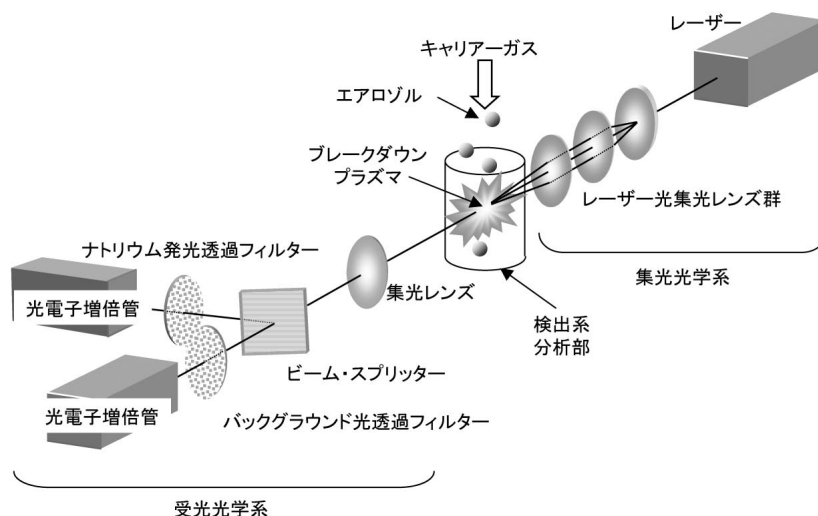 レーザー
キャリアーガス
エアロゾル
ブレークダウン
プラズマ
レーザー光集光レンズ群
集光光学系
ナトリウム発光透過フィルター
光電子増倍管
集光レンズ
検出系
分析部
ビーム・スプリッター
光電子増倍管
バックグラウンド光透過フィルター
受光光学系